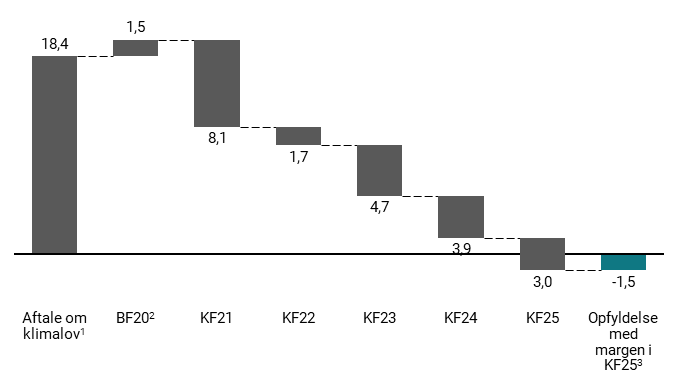 1,5
18,4
8,1
1,7
4,7
3,9
3,0
-1,5
Aftale om
klimalov¹
BF20²
KF21
KF22
KF23
KF24
KF25
Opfyldelse
med
margen i
KF25³